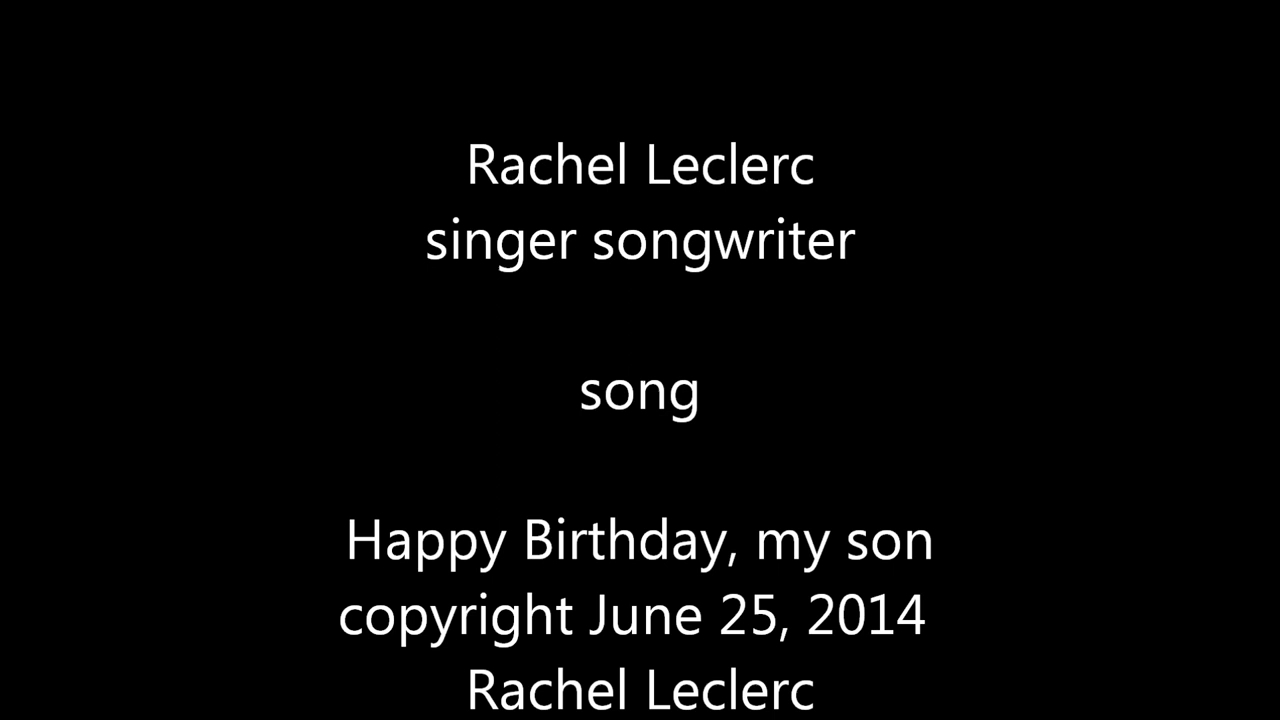 Rachel Leclerc
singer songwriter
song
Happy Birthday, my son
copyright June 25, 2014
Rachel Leclerc